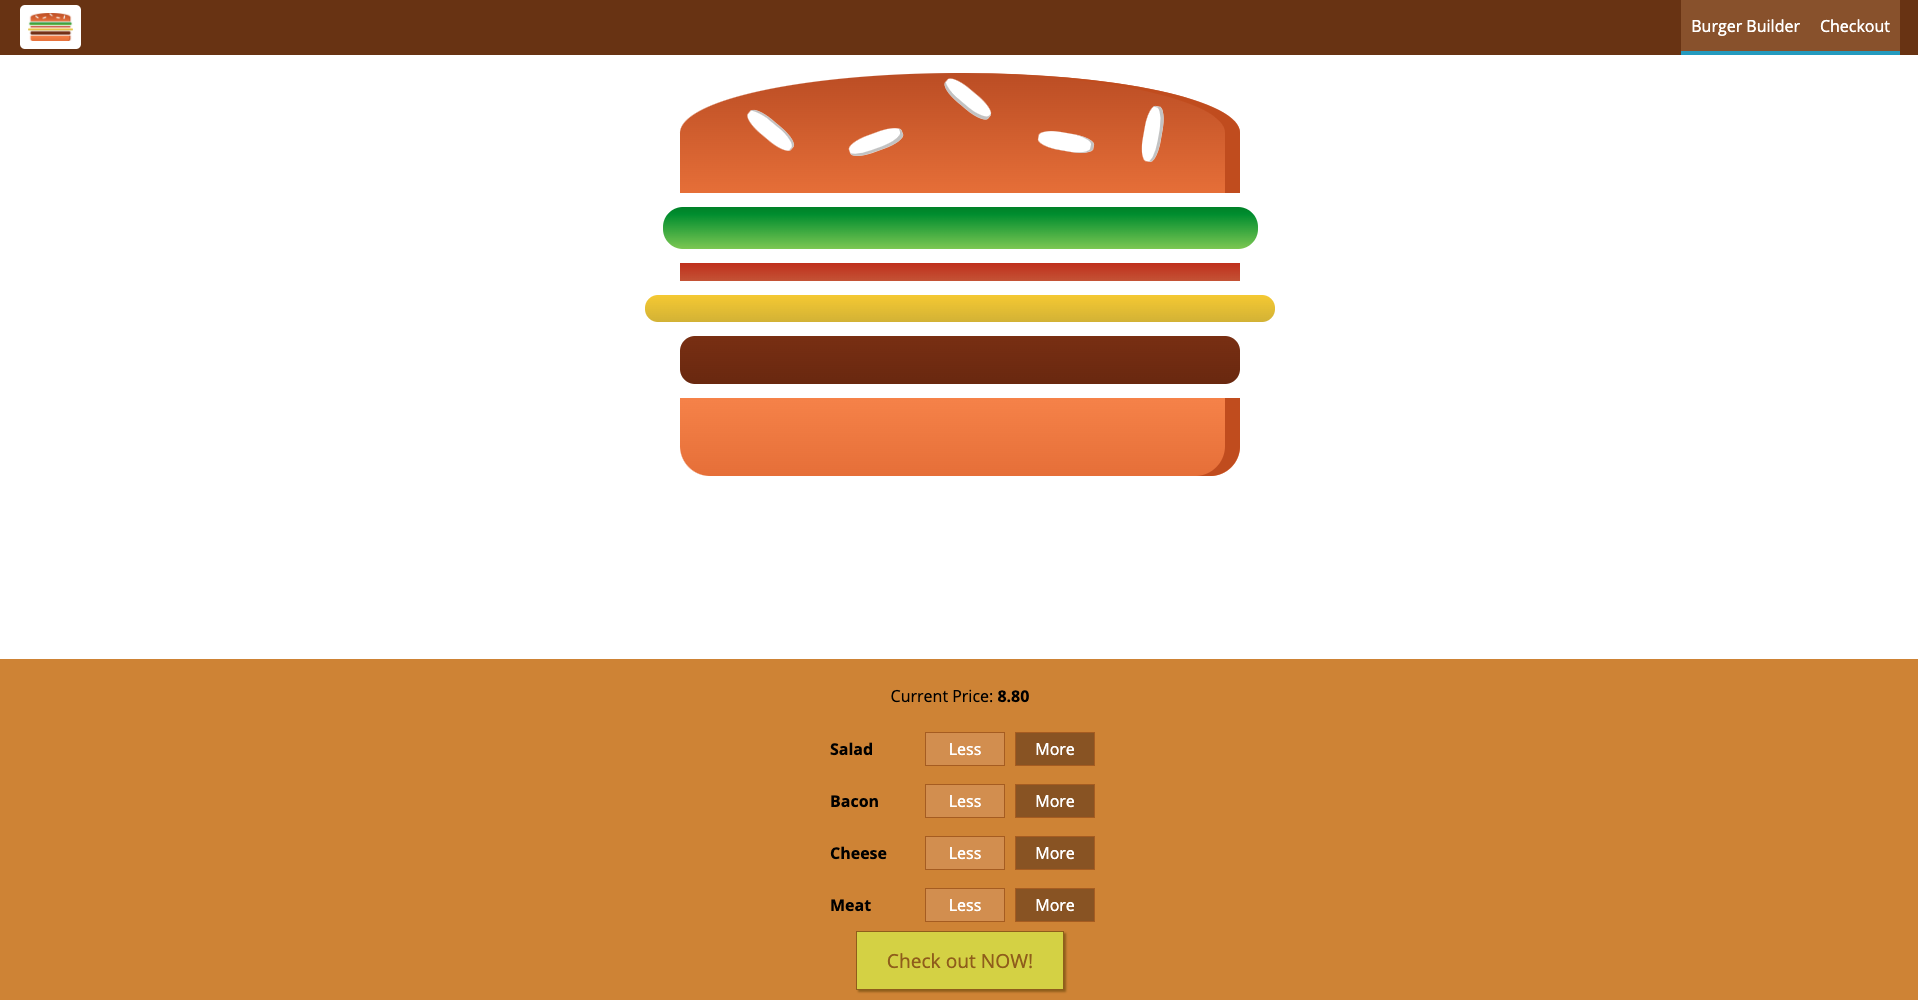 Burger Builder Checkout
Current Price: 8.80
Salad Less More
Bacon Less More
Cheese Less More
Meat Less More
Check out NOW!